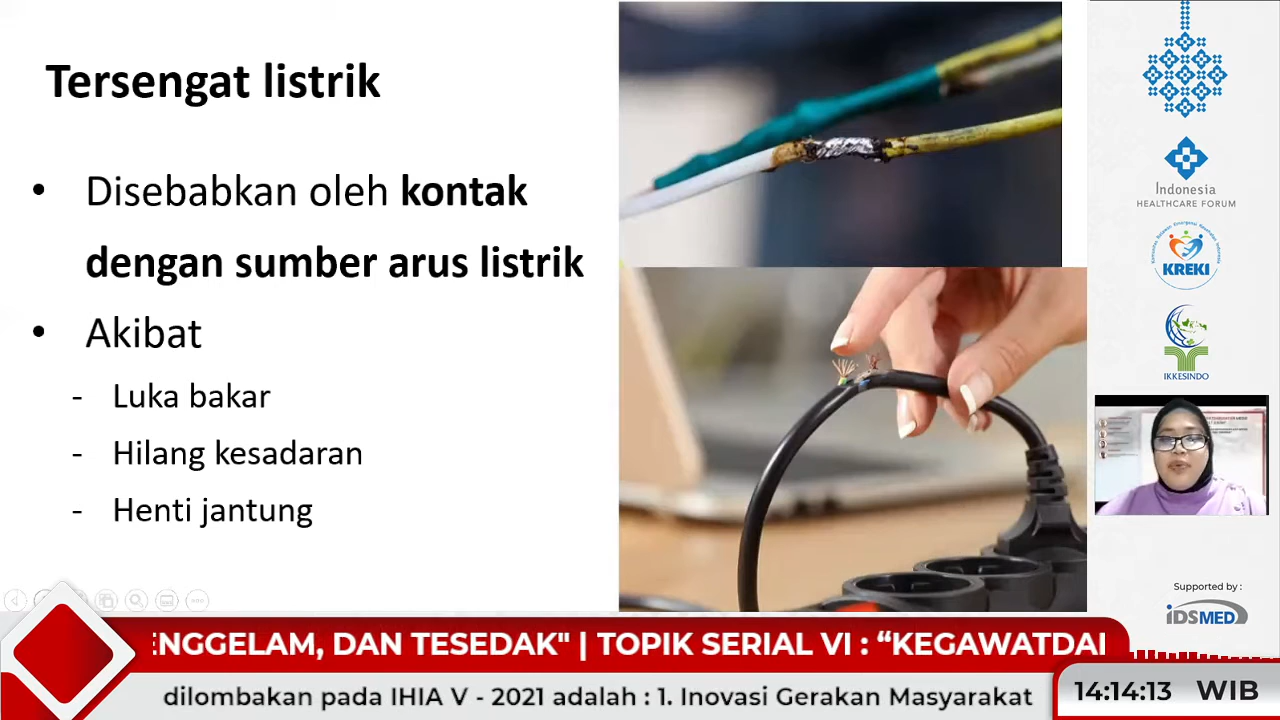 Tersengat listrik
• Disebabkan oleh kontak
dengan sumber arus listrik
• Akibat
- Luka bakar
- Hilang kesadaran
- Henti jantung
Indonesia
HEALTHCARE FORUM
KREKI
IKKESINDO
Supported by :
iDSMED
ENGGELAM, DAN TESEDAK" | TOPIK SERIAL VI : “KEGAWATDAI
dilombakan pada IHIA V - 2021 adalah : 1. Inovasi Gerakan Masyarakat
14:14:13 WIB